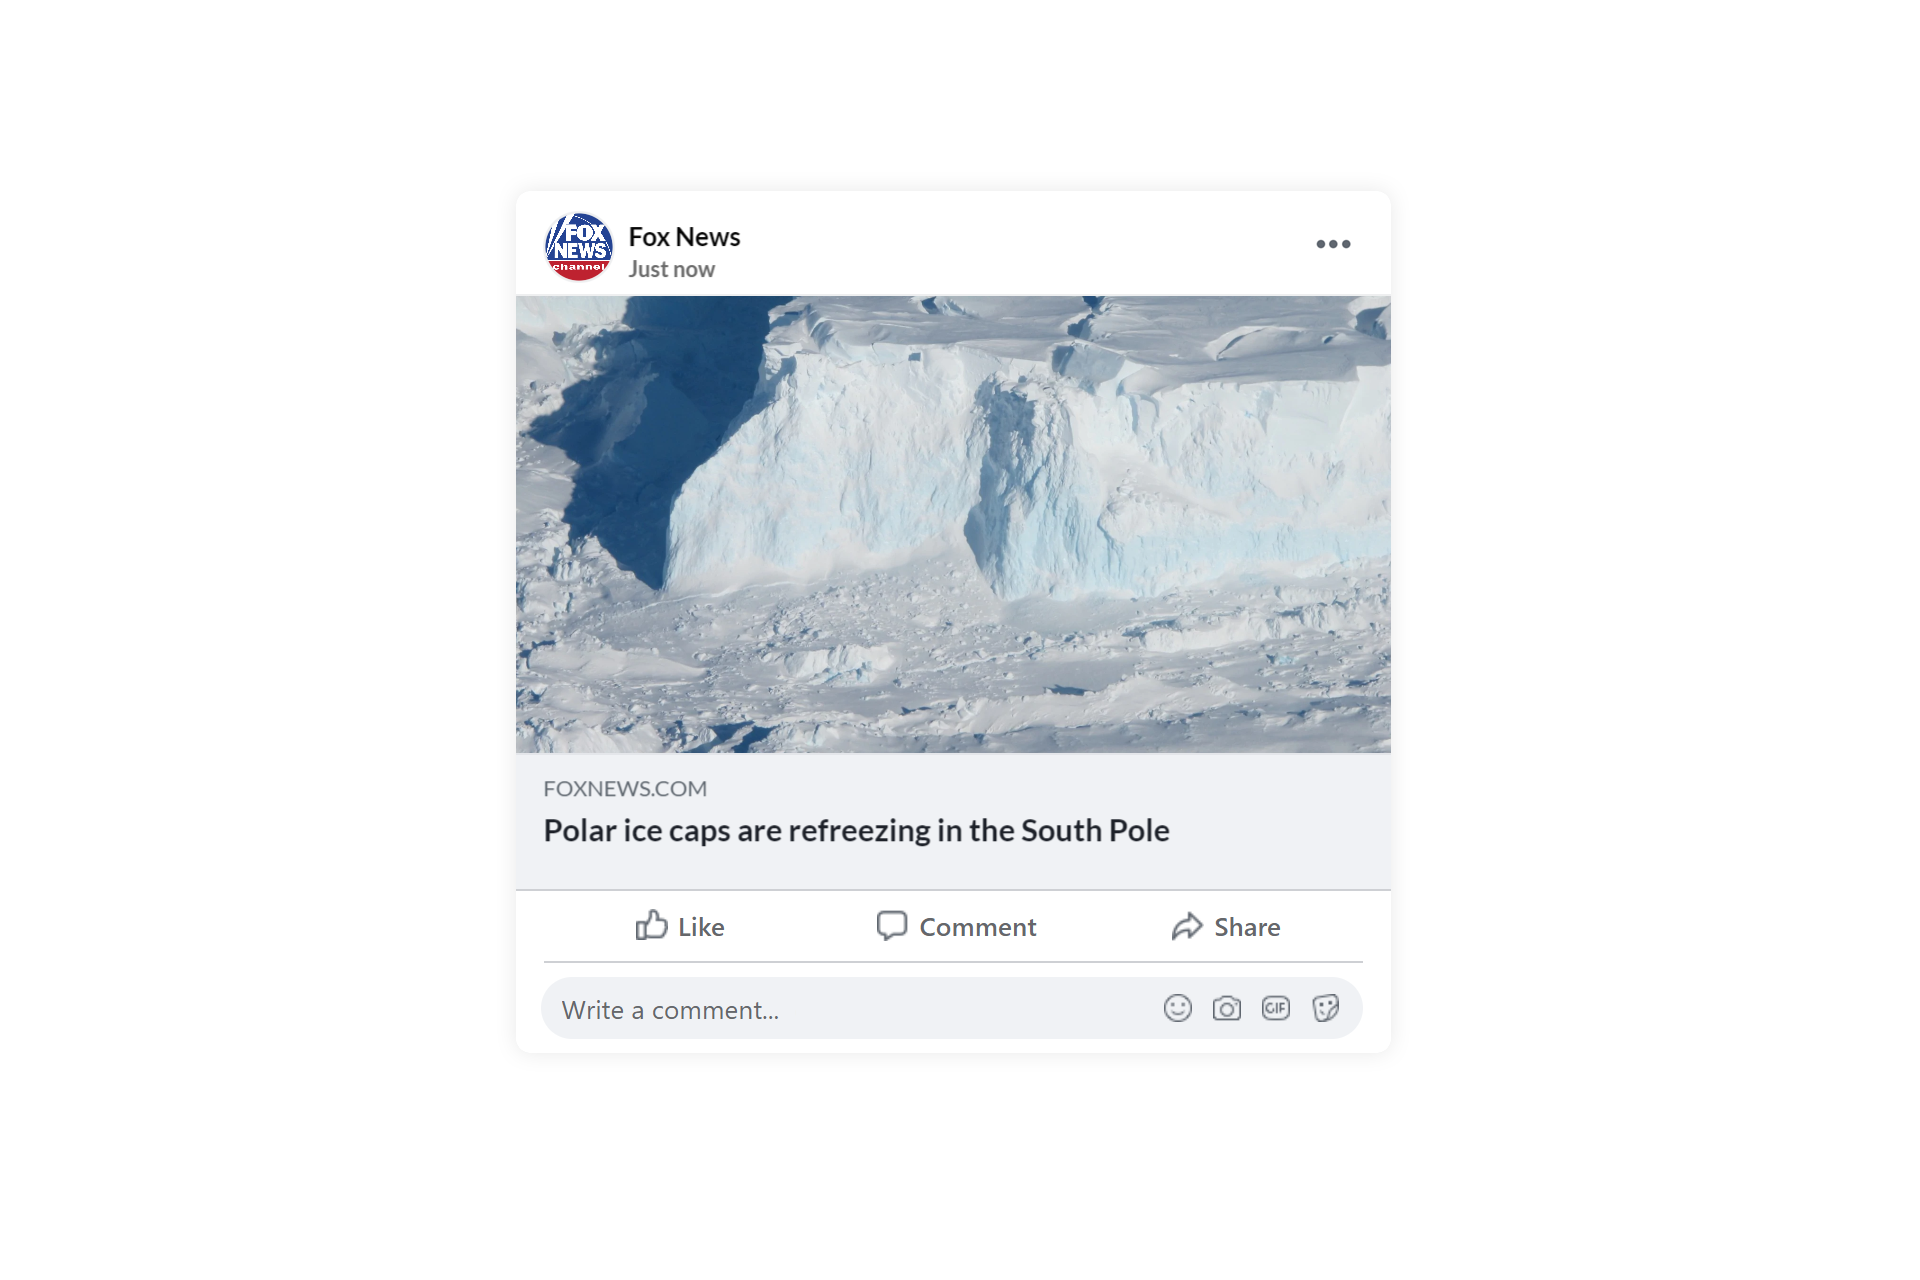 FOX
NEWS
channel
Fox News
Just now
FOXNEWS.COM
Polar ice caps are refreezing in the South Pole
Like
Comment
Share
Write a comment...
GIF